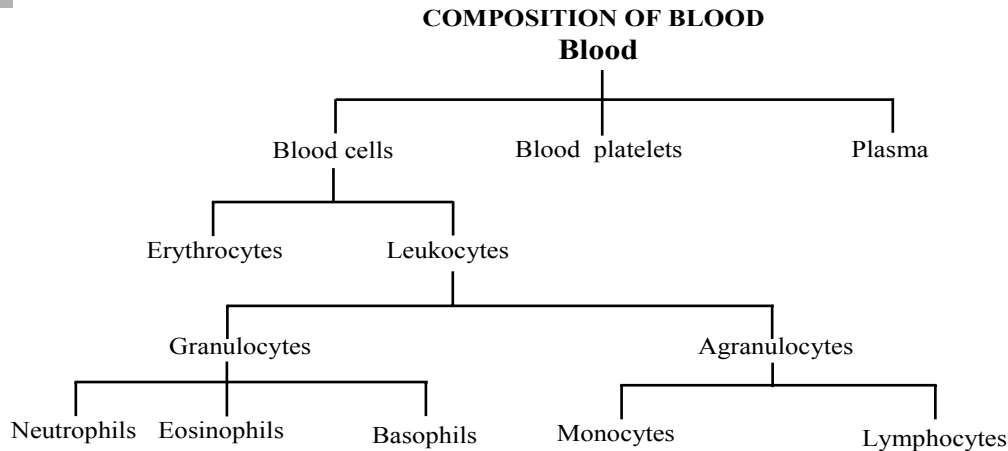 COMPOSITION OF BLOOD
Blood
Blood cells Blood platelets Plasma
Erythrocytes Leukocytes
Granulocytes Agranulocytes
Neutrophils Eosinophils Basophils Monocytes Lymphocytes